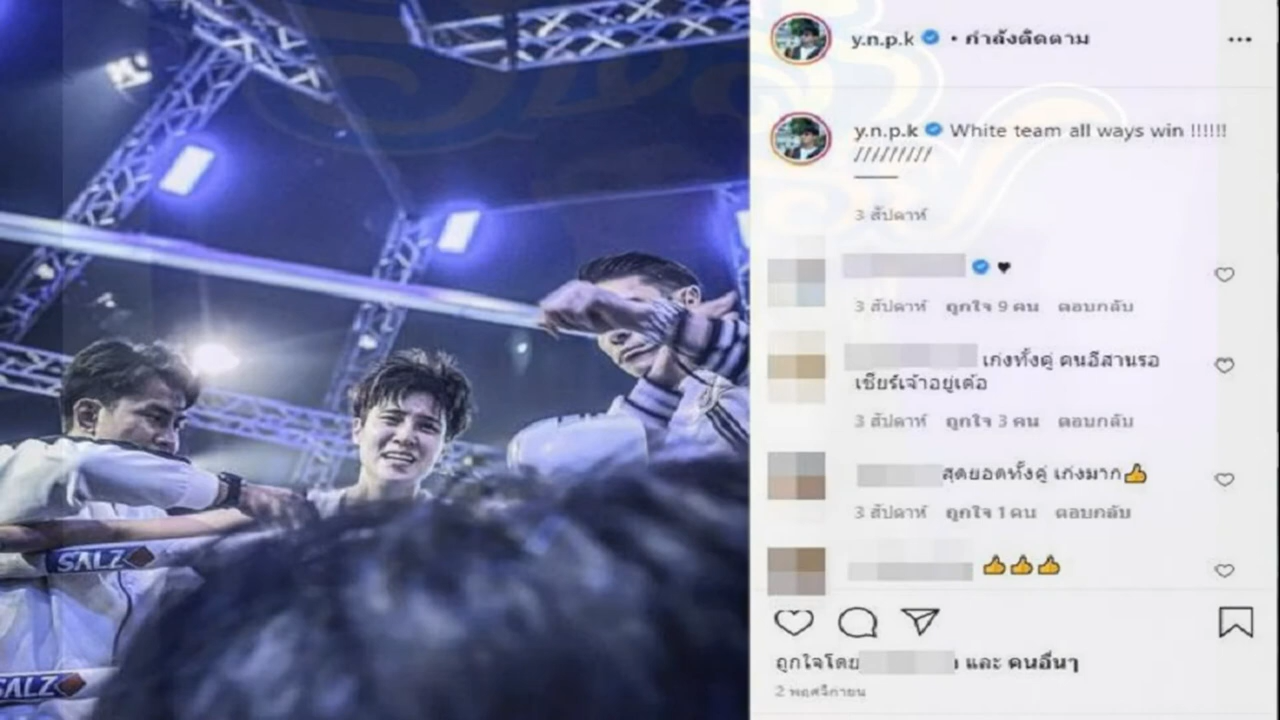 y.n.p.k • กำลังติดตาม
y.n.p.k White team all ways win !!!!!!
/////////
3 สัปดาห์
♥
3 สัปดาห์ ถูกใจ 9 คน ตอบกลับ
เก่งทั้งคู่ คนอีสานรอ
เชียร์เจ้าอยู่เด้อ
3 สัปดาห์ ถูกใจ 3 คน ตอบกลับ
สุดยอดทั้งคู่ เก่งมาก👍
3 สัปดาห์ ถูกใจ 1 คน ตอบกลับ
👍👍👍
ถูกใจโดย และ คนอื่นๆ
2 พฤศจิกายน
SALZ
SALZ